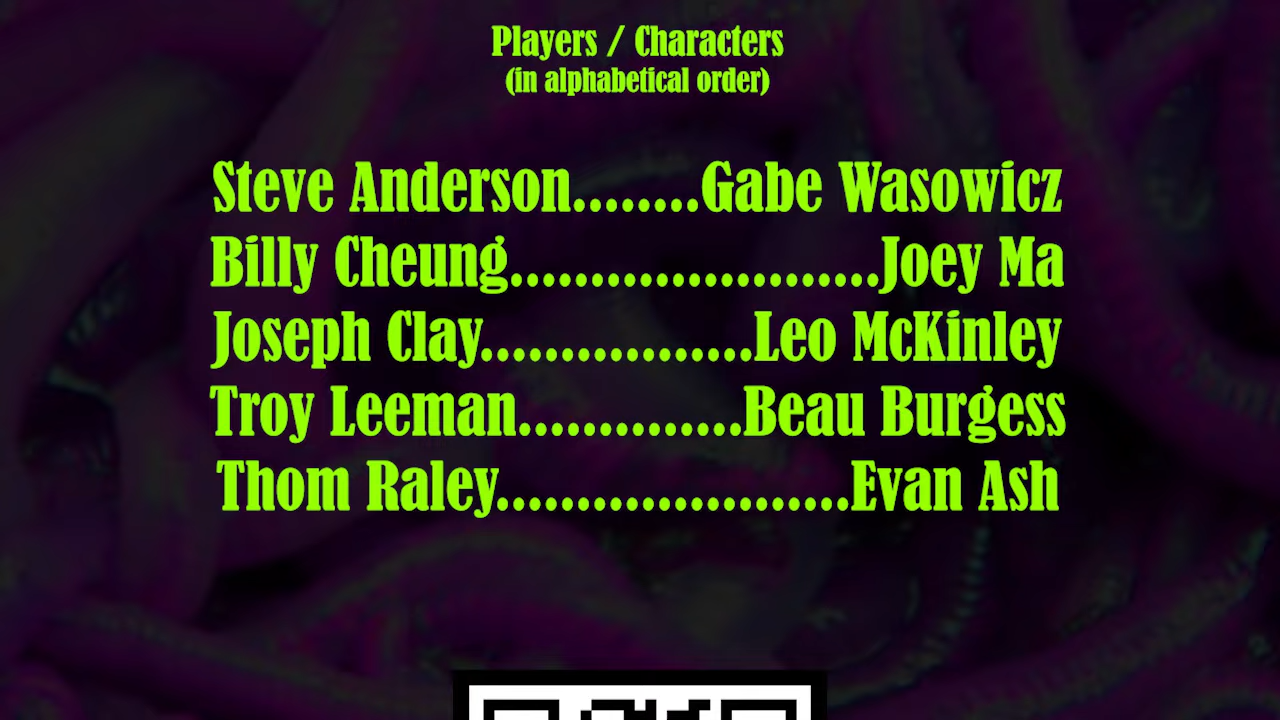 Players / Characters
(in alphabetical order)
Steve Anderson........Gabe Wasowicz
Billy Cheung.......................Joey Ma
Joseph Clay.................Leo McKinley
Troy Leeman..............Beau Burgess
Thom Raley......................Evan Ash